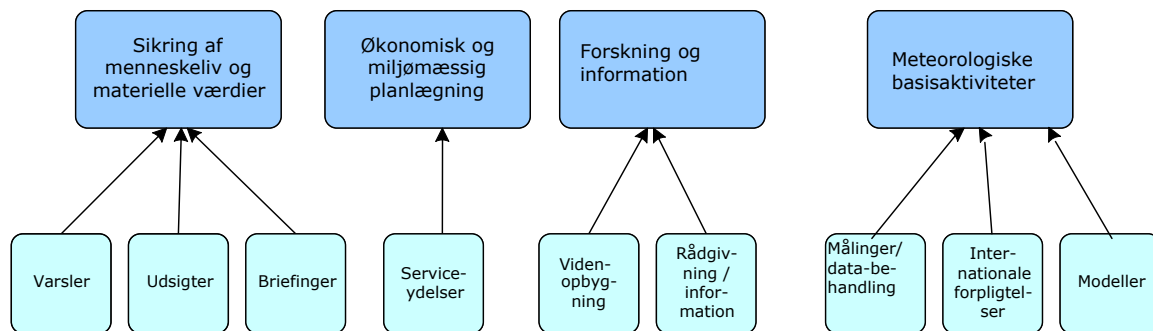 Sikring af
menneskeliv og
materielle værdier
Økonomisk og
miljømæssig
planlægning
Forskning og
information
Meteorologiske
basisaktiviteter
Varsler
Udsigter
Briefinger
Service-
ydelser
Viden-
opbyg-
ning
Rådgiv-
ning /
infor-
mation
Målinger/
data-be-
handling
Inter-
nationale
forpligtel-
ser
Modeller